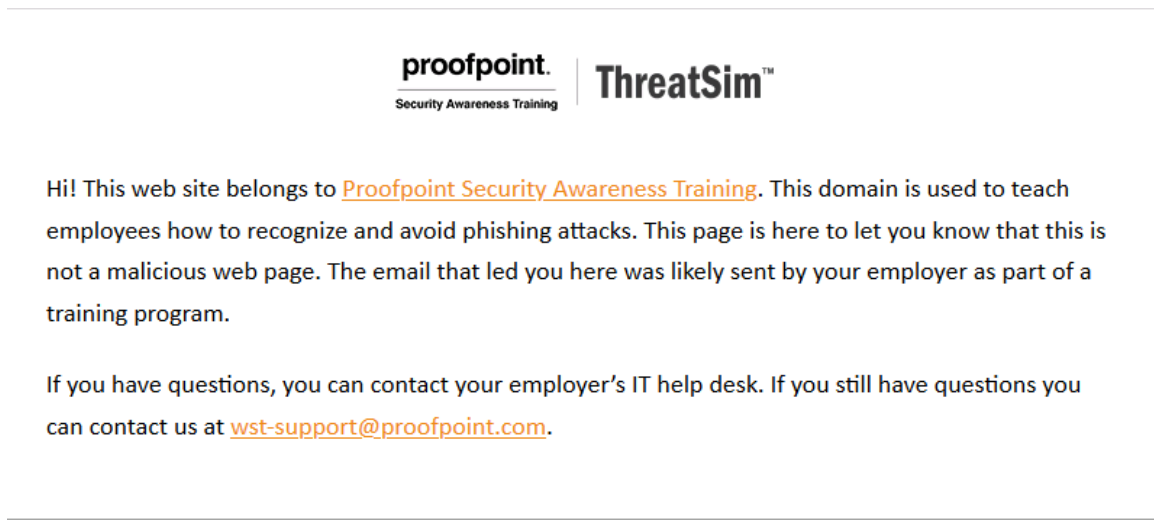 proofpoint.
Security Awareness Training
ThreatSim™
Hi! This web site belongs to Proofpoint Security Awareness Training. This domain is used to teach
employees how to recognize and avoid phishing attacks. This page is here to let you know that this is
not a malicious web page. The email that led you here was likely sent by your employer as part of a
training program.
If you have questions, you can contact your employer’s IT help desk. If you still have questions you
can contact us at wst-support@proofpoint.com.